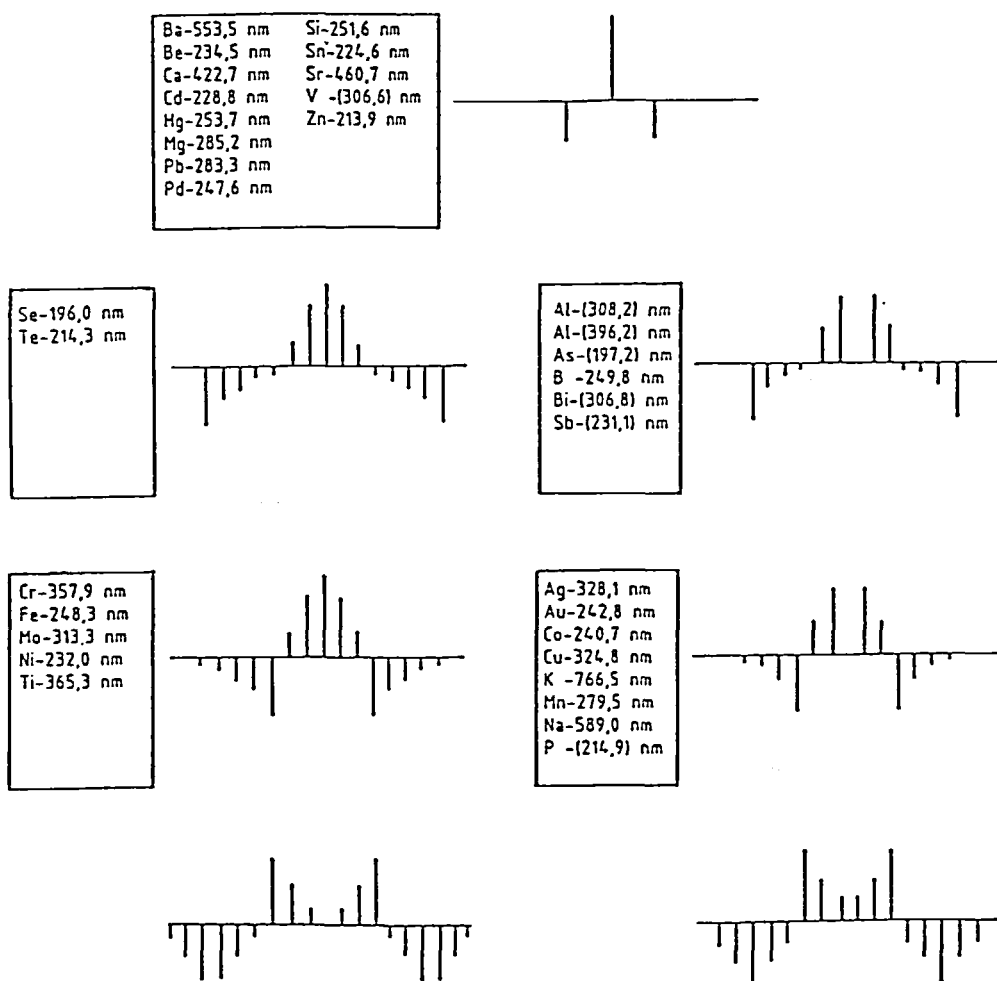 Ba-553,5 nm Si-251,6 nm
Be-234,5 nm Sn-224,6 nm
Ca-422,7 nm Sr-460,7 nm
Cd-228,8 nm V -(306,6) nm
Hg-253,7 nm Zn-213,9 nm
Mg-285,2 nm
Pb-283,3 nm
Pd-247,6 nm
Se-196,0 nm
Te-214,3 nm
Al-(308,2) nm
Al-(396,2) nm
As-(197,2) nm
B -249,8 nm
Bi-(306,8) nm
Sb-(231,1) nm
Cr-357,9 nm
Fe-248,3 nm
Mo-313,3 nm
Ni-232,0 nm
Ti-365,3 nm
Ag-328,1 nm
Au-242,8 nm
Co-240,7 nm
Cu-324,8 nm
K -766,5 nm
Mn-279,5 nm
Na-589,0 nm
P -(214,9) nm